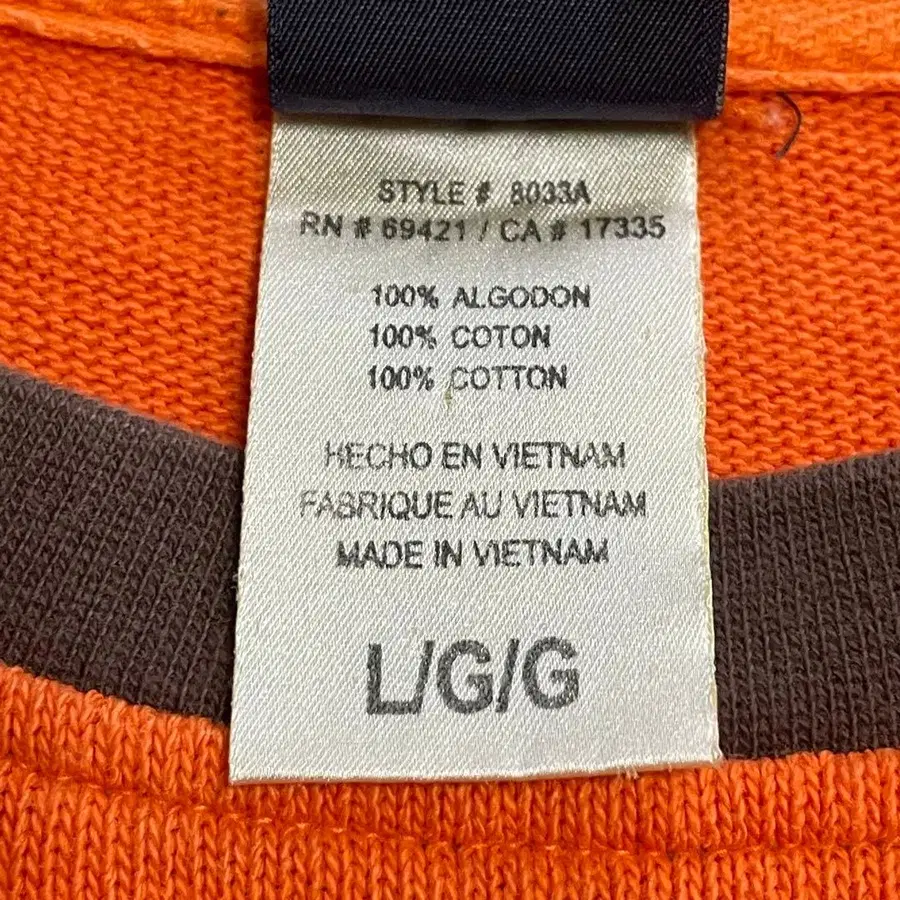 STYLE # 8033A
RN # 69421 / CA # 17335
100% ALGODON
100% COTON
100% COTTON
HECHO EN VIETNAM
FABRIQUE AU VIETNAM
MADE IN VIETNAM
L/G/G